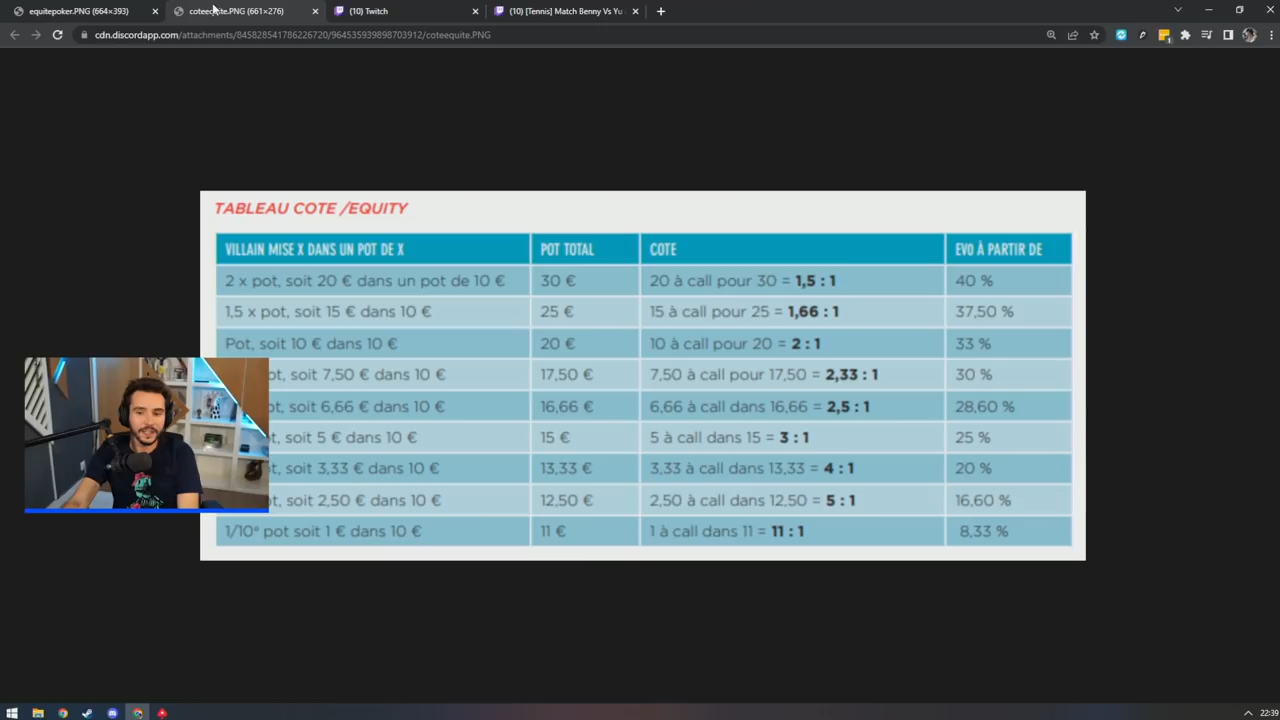 equitepoker.PNG (664×393)
coteequite.PNG (661×276)
(10) Twitch
(10) [Tennis] Match Benny Vs Yu
cdn.discordapp.com/attachments/845828541786226720/964535939898703912/coteequite.PNG
TABLEAU COTE /EQUITY
VILLAIN MISE X DANS UN POT DE X POT TOTAL COTE EV0 À PARTIR DE
2 x pot, soit 20 € dans un pot de 10 € 30 € 20 à call pour 30 = 1,5 : 1 40 %
1,5 x pot, soit 15 € dans 10 € 25 € 15 à call pour 25 = 1,66 : 1 37,50 %
Pot, soit 10 € dans 10 € 20 € 10 à call pour 20 = 2 : 1 33 %
ot, soit 7,50 € dans 10 € 17,50 € 7,50 à call pour 17,50 = 2,33 : 1 30 %
ot, soit 6,66 € dans 10 € 16,66 € 6,66 à call dans 16,66 = 2,5 : 1 28,60 %
t, soit 5 € dans 10 € 15 € 5 à call dans 15 = 3 : 1 25 %
t, soit 3,33 € dans 10 € 13,33 € 3,33 à call dans 13,33 = 4 : 1 20 %
t, soit 2,50 € dans 10 € 12,50 € 2,50 à call dans 12,50 = 5 : 1 16,60 %
1/10ᵉ pot soit 1 € dans 10 € 11 € 1 à call dans 11 = 11 : 1 8,33 %
22:39